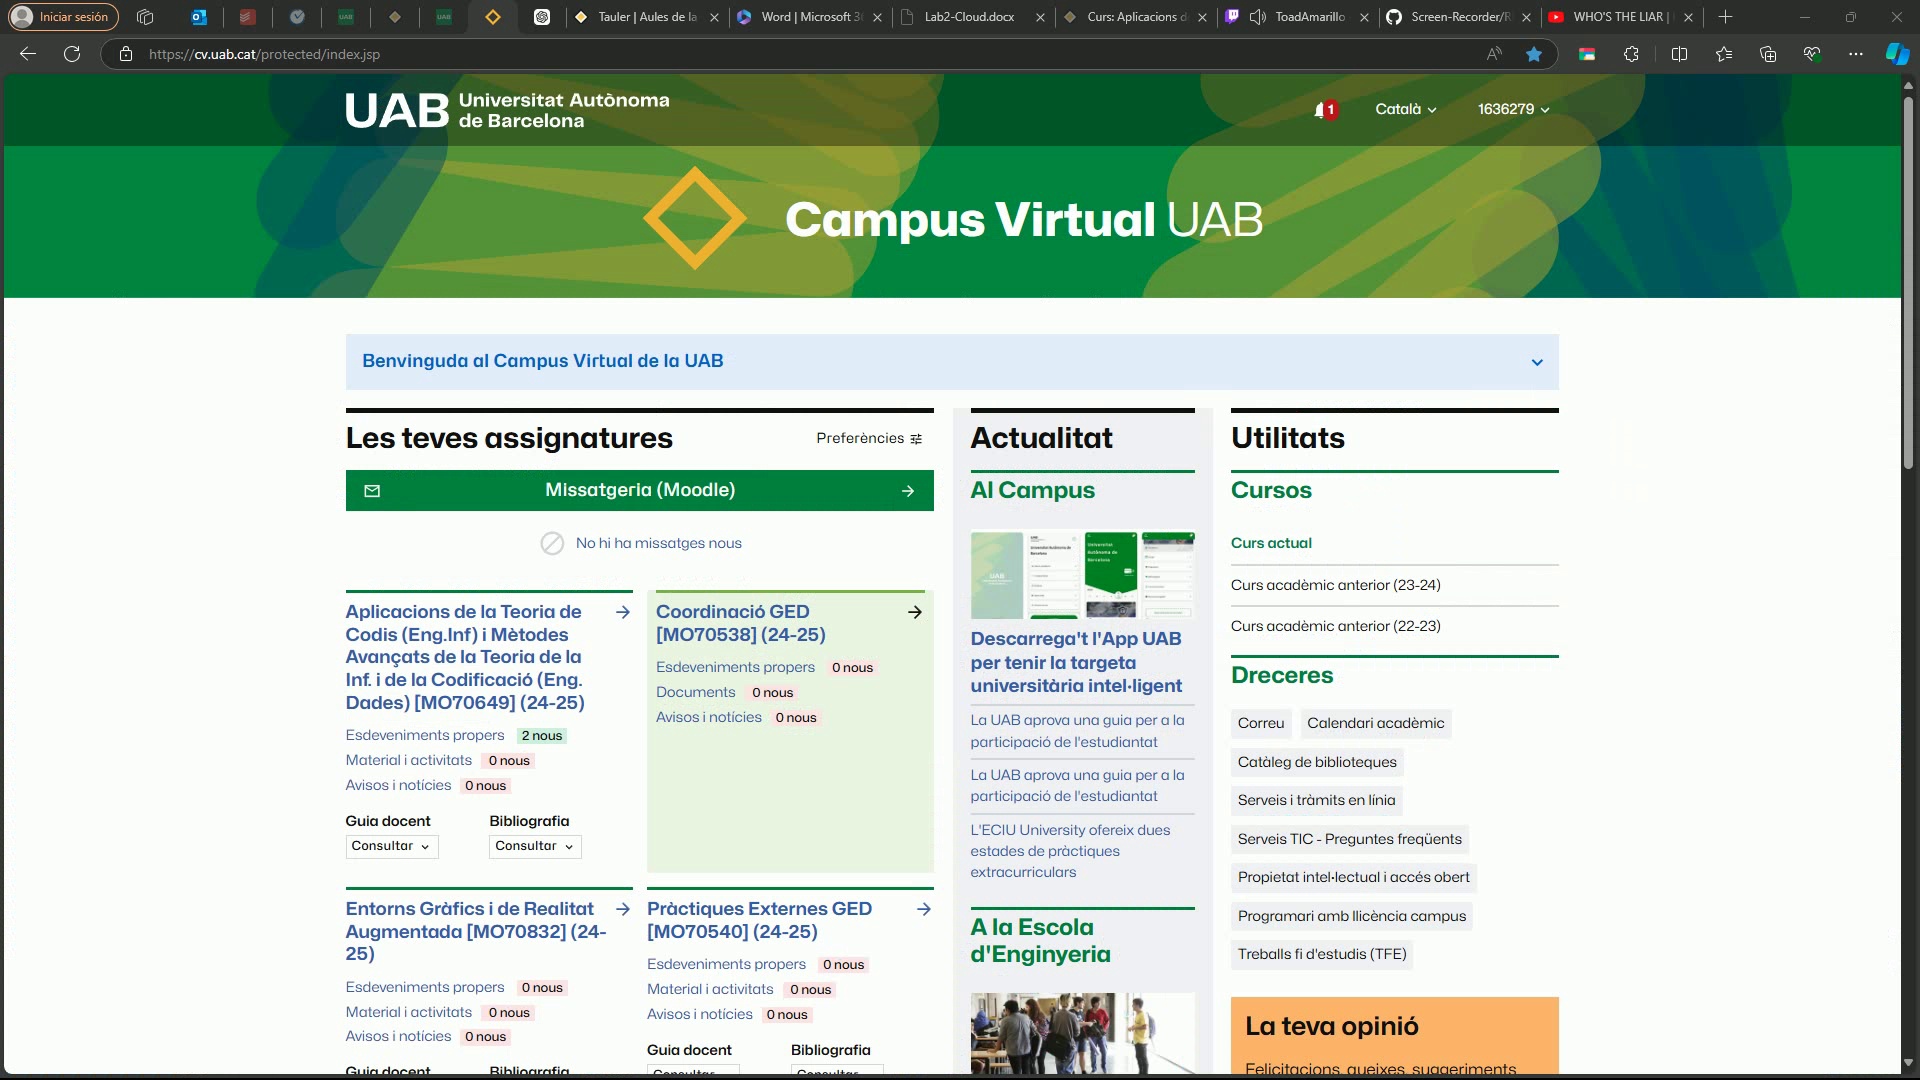 Iniciar sesión
Tauler | Aules de la
Word | Microsoft 3
Lab2-Cloud.docx
Curs: Aplicacions d
ToadAmarillo
Screen-Recorder/R
WHO'S THE LIAR |
https://cv.uab.cat/protected/index.jsp
UAB Universitat Autònoma
de Barcelona
1
Català
1636279
Campus Virtual UAB
Benvinguda al Campus Virtual de la UAB
Les teves assignatures
Preferències
Missatgeria (Moodle)
No hi ha missatges nous
Aplicacions de la Teoria de
Codis (Eng.Inf) i Mètodes
Avançats de la Teoria de la
Inf. i de la Codificació (Eng.
Dades) [MO70649] (24-25)
Esdeveniments propers 2 nous
Material i activitats 0 nous
Avisos i notícies 0 nous
Guia docent
Bibliografia
Consultar
Consultar
Coordinació GED
[MO70538] (24-25)
Esdeveniments propers 0 nous
Documents 0 nous
Avisos i notícies 0 nous
Entorns Gràfics i de Realitat
Augmentada [MO70832] (24-
25)
Esdeveniments propers 0 nous
Material i activitats 0 nous
Avisos i notícies 0 nous
Guia docent
Bibliografia
Pràctiques Externes GED
[MO70540] (24-25)
Esdeveniments propers 0 nous
Material i activitats 0 nous
Avisos i notícies 0 nous
Guia docent
Bibliografia
Consultar
Consultar
Actualitat
Al Campus
Descarrega't l'App UAB
per tenir la targeta
universitària intel·ligent
La UAB aprova una guia per a la
participació de l'estudiantat
La UAB aprova una guia per a la
participació de l'estudiantat
L'ECIU University ofereix dues
estades de pràctiques
extracurriculars
A la Escola
d'Enginyeria
Utilitats
Cursos
Curs actual
Curs acadèmic anterior (23-24)
Curs acadèmic anterior (22-23)
Dreceres
Correu
Calendari acadèmic
Catàleg de biblioteques
Serveis i tràmits en línia
Serveis TIC - Preguntes freqüents
Propietat intel·lectual i accés obert
Programari amb llicència campus
Treballs fi d'estudis (TFE)
La teva opinió
Felicitacions, queixes, suggeriments